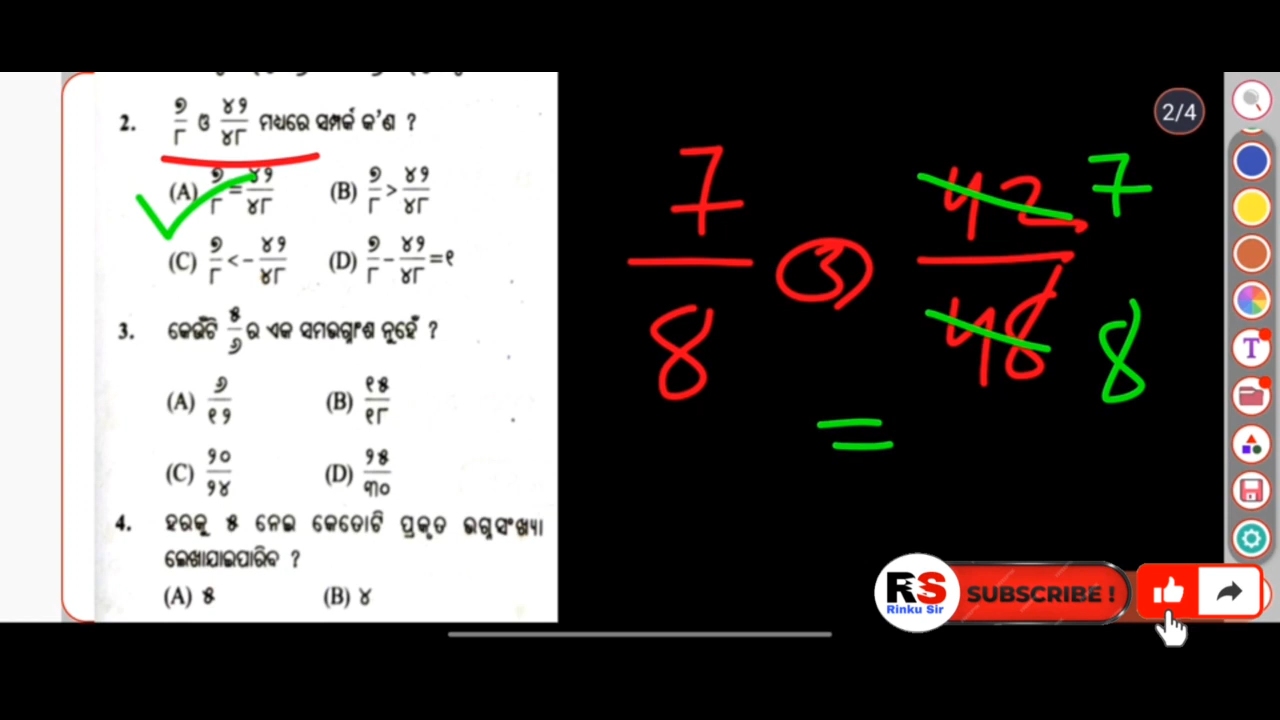 2. ୭/୮ ଓ ୪୨/୪୮ ମଧ୍ୟରେ ସମ୍ପର୍କ କ'ଣ ?
(A) ୭/୮ = ୪୨/୪୮ (B) ୭/୮ > ୪୨/୪୮
(C) ୭/୮ < - ୪୨/୪୮ (D) ୭/୮ - ୪୨/୪୮ = ୧
3. କେଉଁଟି ୫/୬ ର ଏକ ସମଭଗ୍ନାଂଶ ନୁହେଁ ?
(A) ୬/୧୨ (B) ୧୫/୧୮
(C) ୨୦/୨୪ (D) ୨୫/୩୦
4. ହରକୁ ୫ ନେଇ କେତୋଟି ପ୍ରକୃତ ଭଗ୍ନସଂଖ୍ୟା
ଲେଖାଯାଇପାରିବ ?
(A) ୫ (B) ୪
7/8 ଓ 42/48 7
8
=
2/4
T
RS
Rinku Sir
SUBSCRIBE !